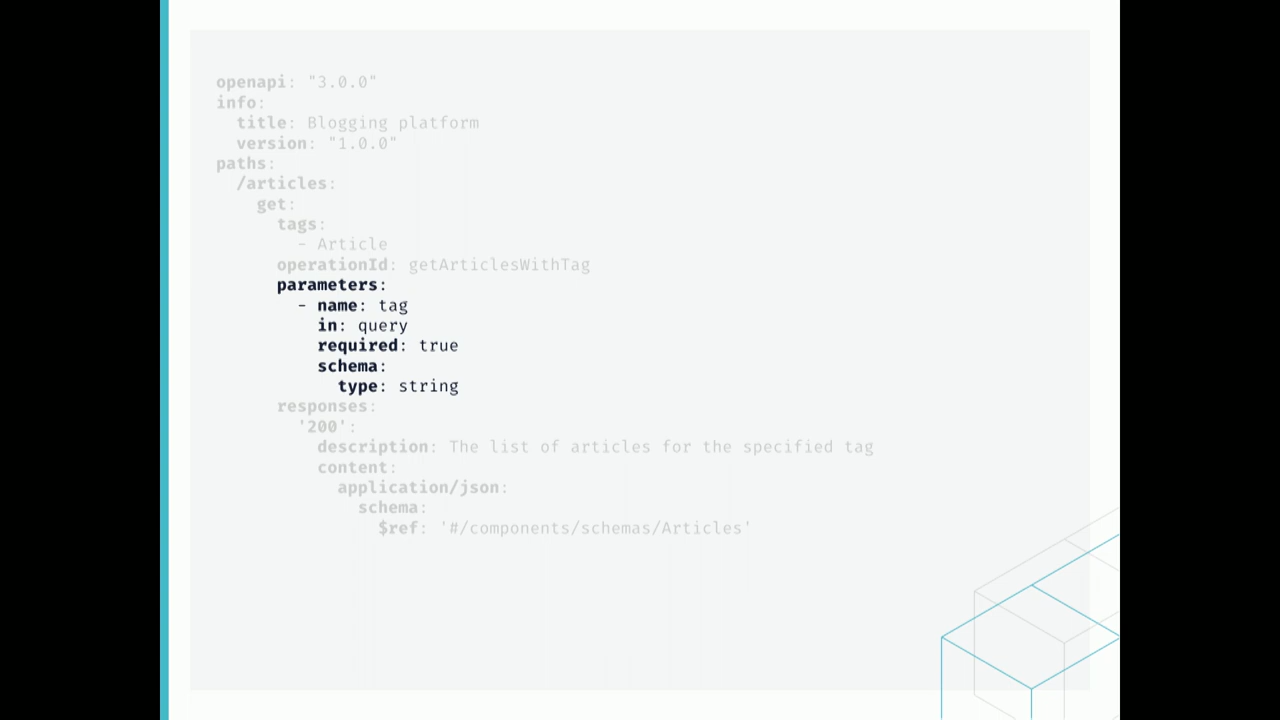 openapi: "3.0.0"
info:
  title: Blogging platform
  version: "1.0.0"
paths:
  /articles:
    get:
      tags:
        - Article
      operationId: getArticlesWithTag
      parameters:
        - name: tag
          in: query
          required: true
          schema:
            type: string
      responses:
        '200':
          description: The list of articles for the specified tag
          content:
            application/json:
              schema:
                $ref: '#/components/schemas/Articles'